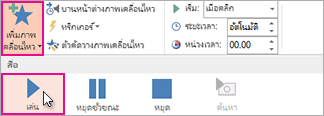 เพิ่มภาพ
เคลื่อนไหว
บานหน้าต่างภาพเคลื่อนไหว
ทริกเกอร์
ตัวคัดวางภาพเคลื่อนไหว
เริ่ม: เมื่อคลิก
ระยะเวลา: อัตโนมัติ
หน่วงเวลา: 00.00
สื่อ
เล่น
หยุดชั่วขณะ
หยุด
ค้นหา